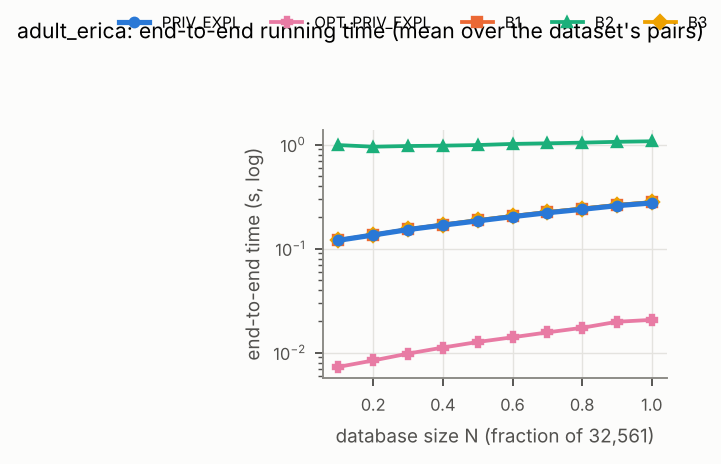 PRIV_EXPL OPT_PRIV_EXPL B1 B2 B3
adult_erica: end-to-end running time (mean over the dataset's pairs)
10⁰
10⁻¹
10⁻²
end-to-end time (s, log)
0.2 0.4 0.6 0.8 1.0
database size N (fraction of 32,561)